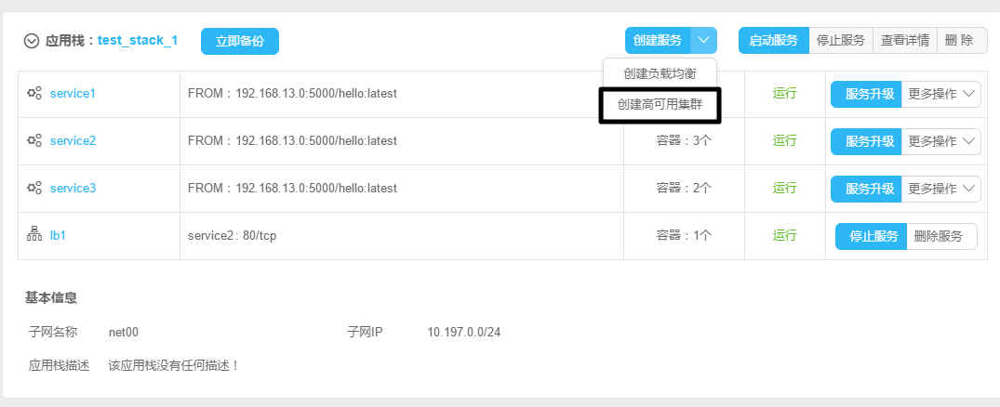 应用栈：test_stack_1 立即备份 创建服务 启动服务 停止服务 查看详情 删 除
创建负载均衡
service1 FROM：192.168.13.0:5000/hello:latest 运行 服务升级 更多操作
创建高可用集群
service2 FROM：192.168.13.0:5000/hello:latest 容器：3个 运行 服务升级 更多操作
service3 FROM：192.168.13.0:5000/hello:latest 容器：2个 运行 服务升级 更多操作
lb1 service2: 80/tcp 容器：1个 运行 停止服务 删除服务
基本信息
子网名称 net00 子网IP 10.197.0.0/24
应用栈描述 该应用栈没有任何描述！